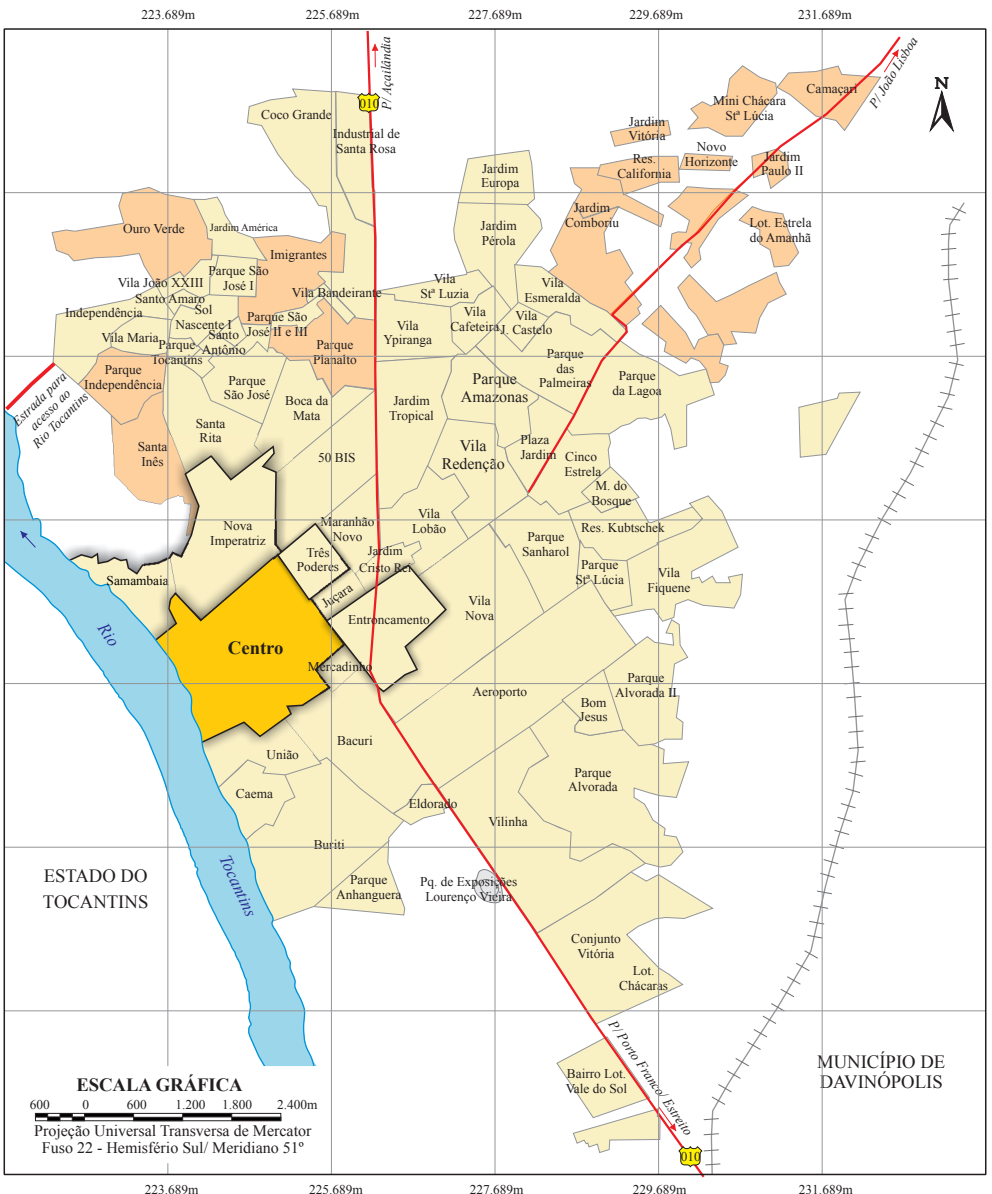 223.689m
225.689m
227.689m
229.689m
231.689m
P/ Açailândia
010
P/ João Lisboa
N
Coco Grande
Industrial de
Santa Rosa
Camaçari
Mini Chácara
Stª Lúcia
Jardim
Vitória
Novo
Horizonte
Jardim
Paulo II
Res.
California
Jardim
Europa
Jardim
Comboriu
Lot. Estrela
do Amanhã
Ouro Verde
Jardim América
Jardim
Pérola
Imigrantes
Vila João XXIII
Parque São
José I
Vila Bandeirante
Vila
Stª Luzia
Vila
Esmeralda
Santo Amaro
Independência
Sol
Nascente I
Parque São
José II e III
Vila
Ypiranga
Vila
Cafeteira
Vila
J. Castelo
Vila Maria
Parque
Tocantins
Santo
Antônio
Parque
Planalto
Parque
das
Palmeiras
Parque
Independência
Parque
São José
Boca da
Mata
Jardim
Tropical
Parque
Amazonas
Parque
da Lagoa
Estrada para
acesso ao
Rio Tocantins
Santa
Rita
Santa
Inês
50 BIS
Vila
Redenção
Plaza
Jardim
Cinco
Estrela
M. do
Bosque
Nova
Imperatriz
Maranhão
Novo
Vila
Lobão
Res. Kubtschek
Três
Poderes
Jardim
Cristo Rei
Parque
Sanharol
Parque
Stª Lúcia
Vila
Fiquene
Samambaia
Juçara
Entroncamento
Vila
Nova
Rio
Centro
Mercadinho
Aeroporto
Parque
Alvorada II
Bom
Jesus
Bacuri
União
Caema
Parque
Alvorada
Eldorado
Vilinha
Buriti
Tocantins
ESTADO DO
TOCANTINS
Parque
Anhanguera
Pq. de Exposições
Lourenço Vieira
Conjunto
Vitória
Lot.
Chácaras
P/ Porto Franco/ Estreito
Bairro Lot.
Vale do Sol
MUNICÍPIO DE
DAVINÓPOLIS
010
ESCALA GRÁFICA
600 0 600 1.200 1.800 2.400m
Projeção Universal Transversa de Mercator
Fuso 22 - Hemisfério Sul/ Meridiano 51º
223.689m
225.689m
227.689m
229.689m
231.689m